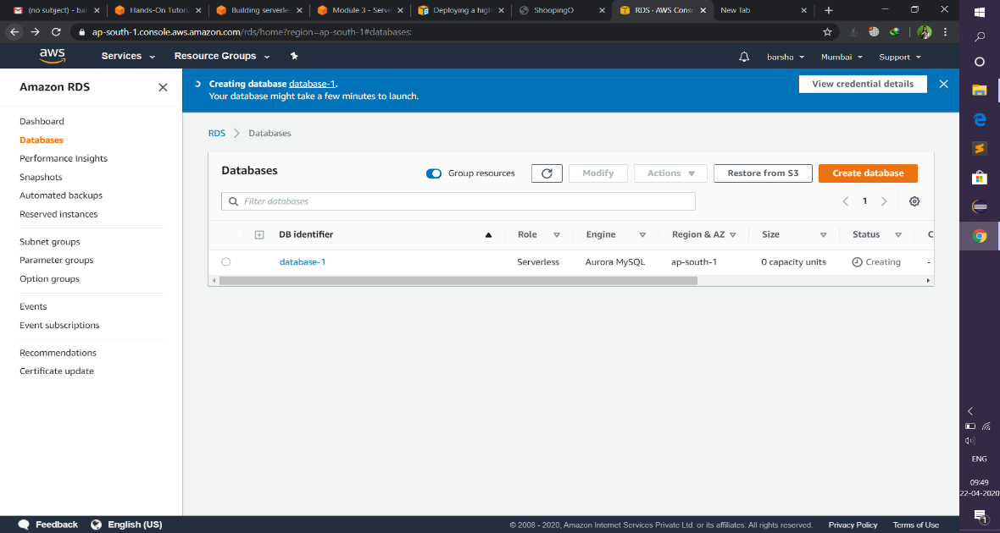 (no subject) - bar
Hands-On Tutori
Building serverle
Module 3 - Serve
Deploying a high
ShoopingO
RDS - AWS Conso
New Tab
ap-south-1.console.aws.amazon.com/rds/home?region=ap-south-1#databases:
aws
Services
Resource Groups
barsha
Mumbai
Support
Amazon RDS
Dashboard
Databases
Performance Insights
Snapshots
Automated backups
Reserved instances
Subnet groups
Parameter groups
Option groups
Events
Event subscriptions
Recommendations
Certificate update
Creating database database-1.
Your database might take a few minutes to launch.
View credential details
RDS
Databases
Databases
Group resources
Modify
Actions
Restore from S3
Create database
Filter databases
1
DB identifier Role Engine Region & AZ Size Status C
database-1 Serverless Aurora MySQL ap-south-1 0 capacity units Creating -
Feedback
English (US)
© 2008 - 2020, Amazon Internet Services Private Ltd. or its affiliates. All rights reserved.
Privacy Policy
Terms of Use
ENG
09:49
22-04-2020
1